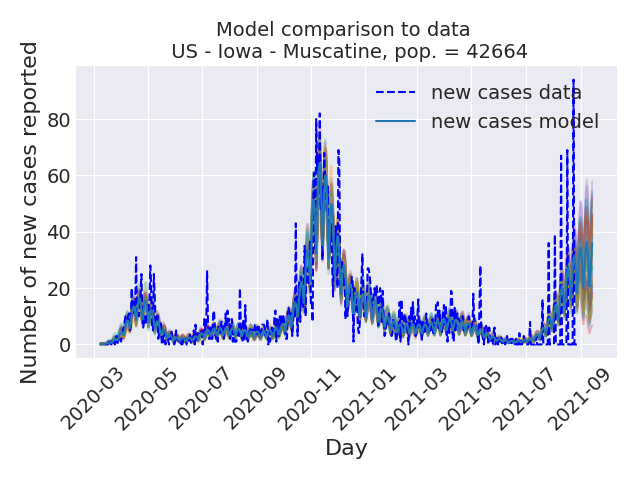 Model comparison to data
US - Iowa - Muscatine, pop. = 42664
new cases data
new cases model
Number of new cases reported
80
60
40
20
0
2020-03
2020-05
2020-07
2020-09
2020-11
2021-01
2021-03
2021-05
2021-07
2021-09
Day